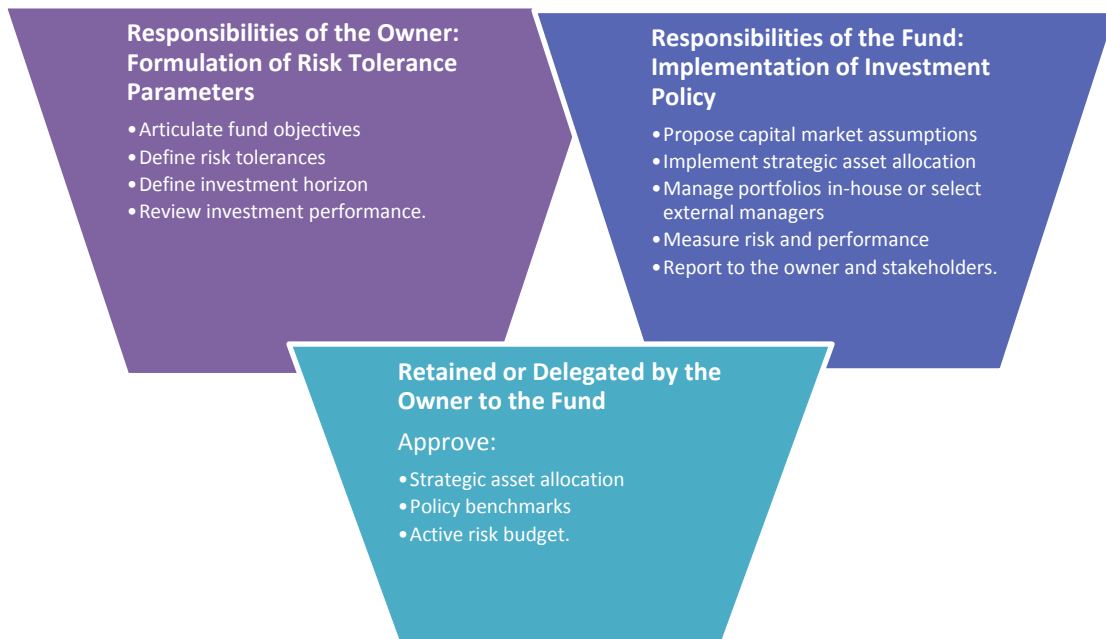 Responsibilities of the Owner:
Formulation of Risk Tolerance
Parameters
•Articulate fund objectives
•Define risk tolerances
•Define investment horizon
•Review investment performance.
Responsibilities of the Fund:
Implementation of Investment
Policy
•Propose capital market assumptions
•Implement strategic asset allocation
•Manage portfolios in-house or select
external managers
•Measure risk and performance
•Report to the owner and stakeholders.
Retained or Delegated by the
Owner to the Fund
Approve:
•Strategic asset allocation
•Policy benchmarks
•Active risk budget.